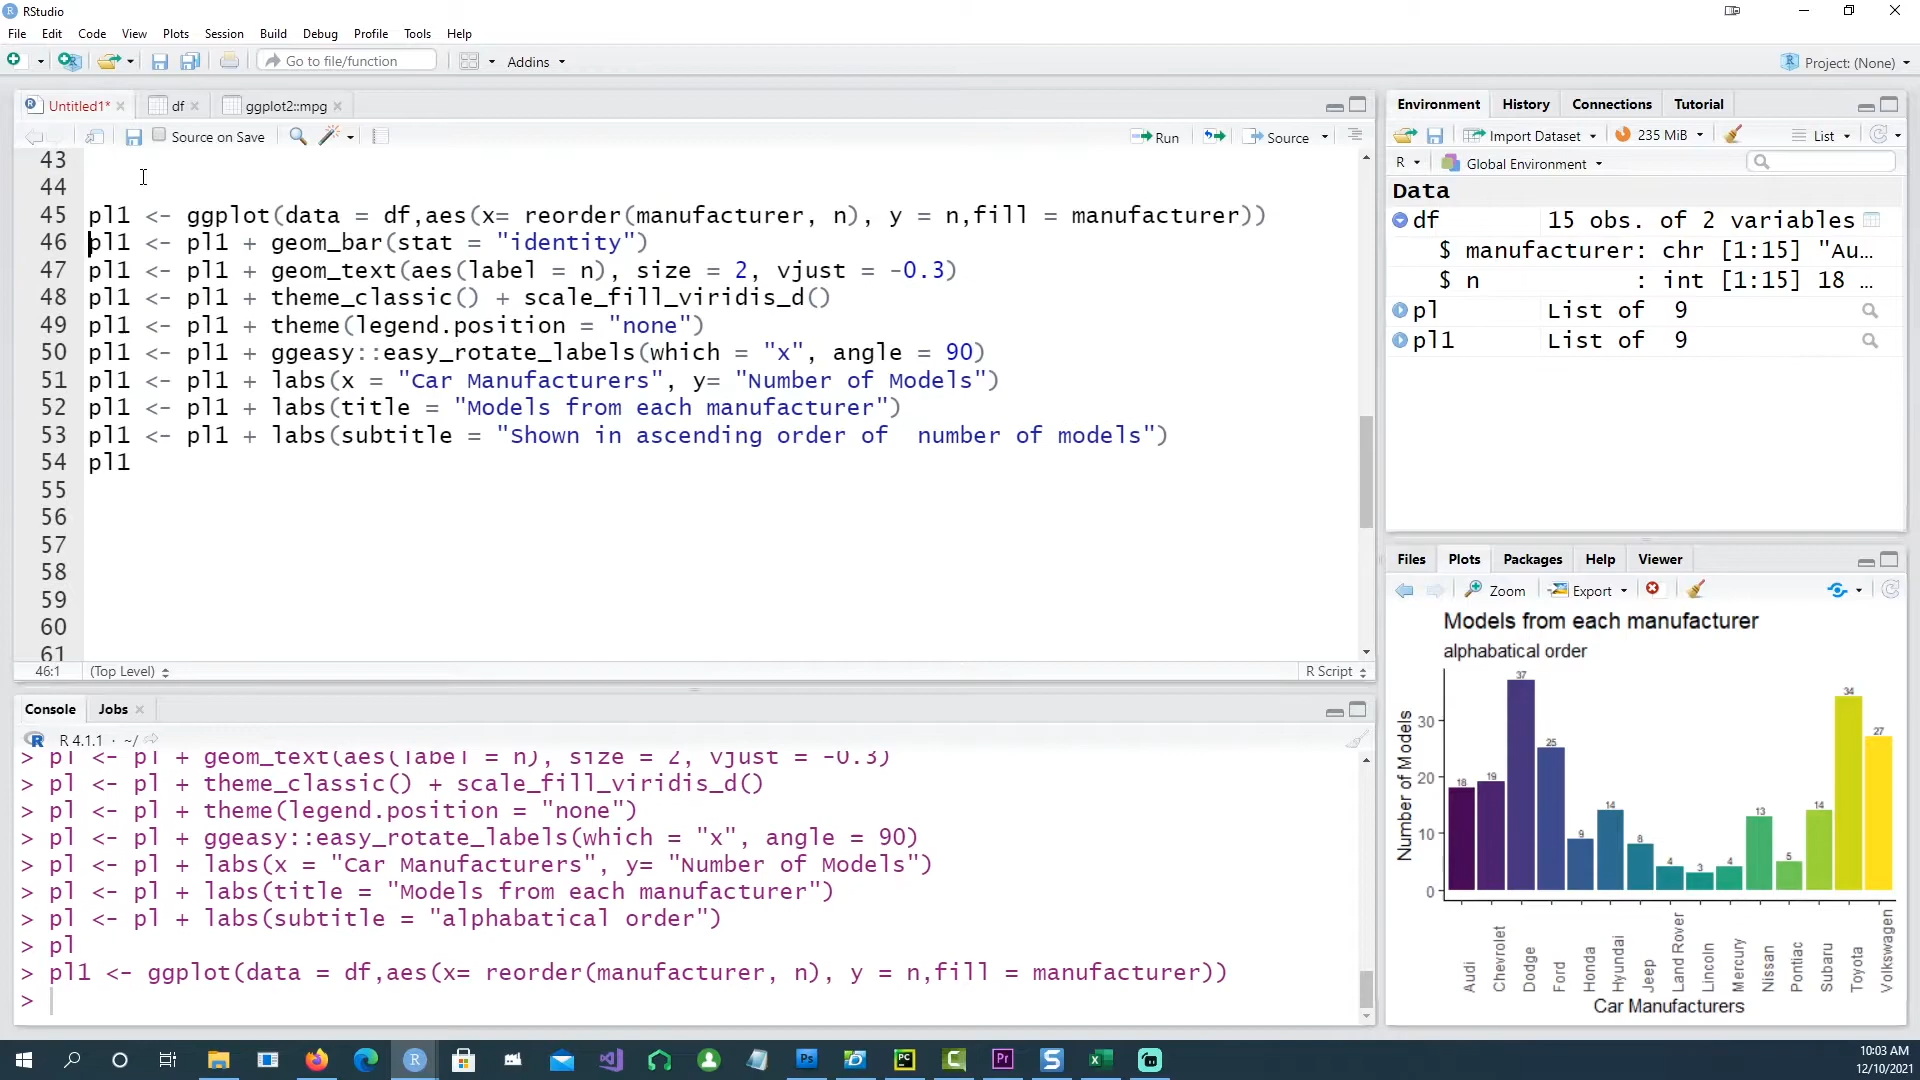 RStudio
File Edit Code View Plots Session Build Debug Profile Tools Help
Go to file/function Addins Project: (None)
Untitled1* df ggplot2::mpg
Source on Save Run Source
43
44
45 pl1 <- ggplot(data = df,aes(x= reorder(manufacturer, n), y = n,fill = manufacturer))
46 pl1 <- pl1 + geom_bar(stat = "identity")
47 pl1 <- pl1 + geom_text(aes(label = n), size = 2, vjust = -0.3)
48 pl1 <- pl1 + theme_classic() + scale_fill_viridis_d()
49 pl1 <- pl1 + theme(legend.position = "none")
50 pl1 <- pl1 + ggeasy::easy_rotate_labels(which = "x", angle = 90)
51 pl1 <- pl1 + labs(x = "Car Manufacturers", y= "Number of Models")
52 pl1 <- pl1 + labs(title = "Models from each manufacturer")
53 pl1 <- pl1 + labs(subtitle = "Shown in ascending order of  number of models")
54 pl1
55
56
57
58
59
60
61
46:1 (Top Level) R Script
Console Jobs
R 4.1.1 · ~/
> pl <- pl + geom_text(aes(label = n), size = 2, vjust = -0.3)
> pl <- pl + theme_classic() + scale_fill_viridis_d()
> pl <- pl + theme(legend.position = "none")
> pl <- pl + ggeasy::easy_rotate_labels(which = "x", angle = 90)
> pl <- pl + labs(x = "Car Manufacturers", y= "Number of Models")
> pl <- pl + labs(title = "Models from each manufacturer")
> pl <- pl + labs(subtitle = "alphabatical order")
> pl
> pl1 <- ggplot(data = df,aes(x= reorder(manufacturer, n), y = n,fill = manufacturer))
>
Environment History Connections Tutorial
Import Dataset 235 MiB List
R Global Environment
Data
df 15 obs. of 2 variables
$ manufacturer: chr [1:15] "Au…
$ n : int [1:15] 18 …
pl List of 9
pl1 List of 9
Files Plots Packages Help Viewer
Zoom Export
Models from each manufacturer
alphabatical order
Number of Models
30
20
10
0
18 19 37 25 9 14 8 4 3 4 13 5 14 34 27
Audi Chevrolet Dodge Ford Honda Hyundai Jeep Land Rover Lincoln Mercury Nissan Pontiac Subaru Toyota Volkswagen
Car Manufacturers
10:03 AM
12/10/2021